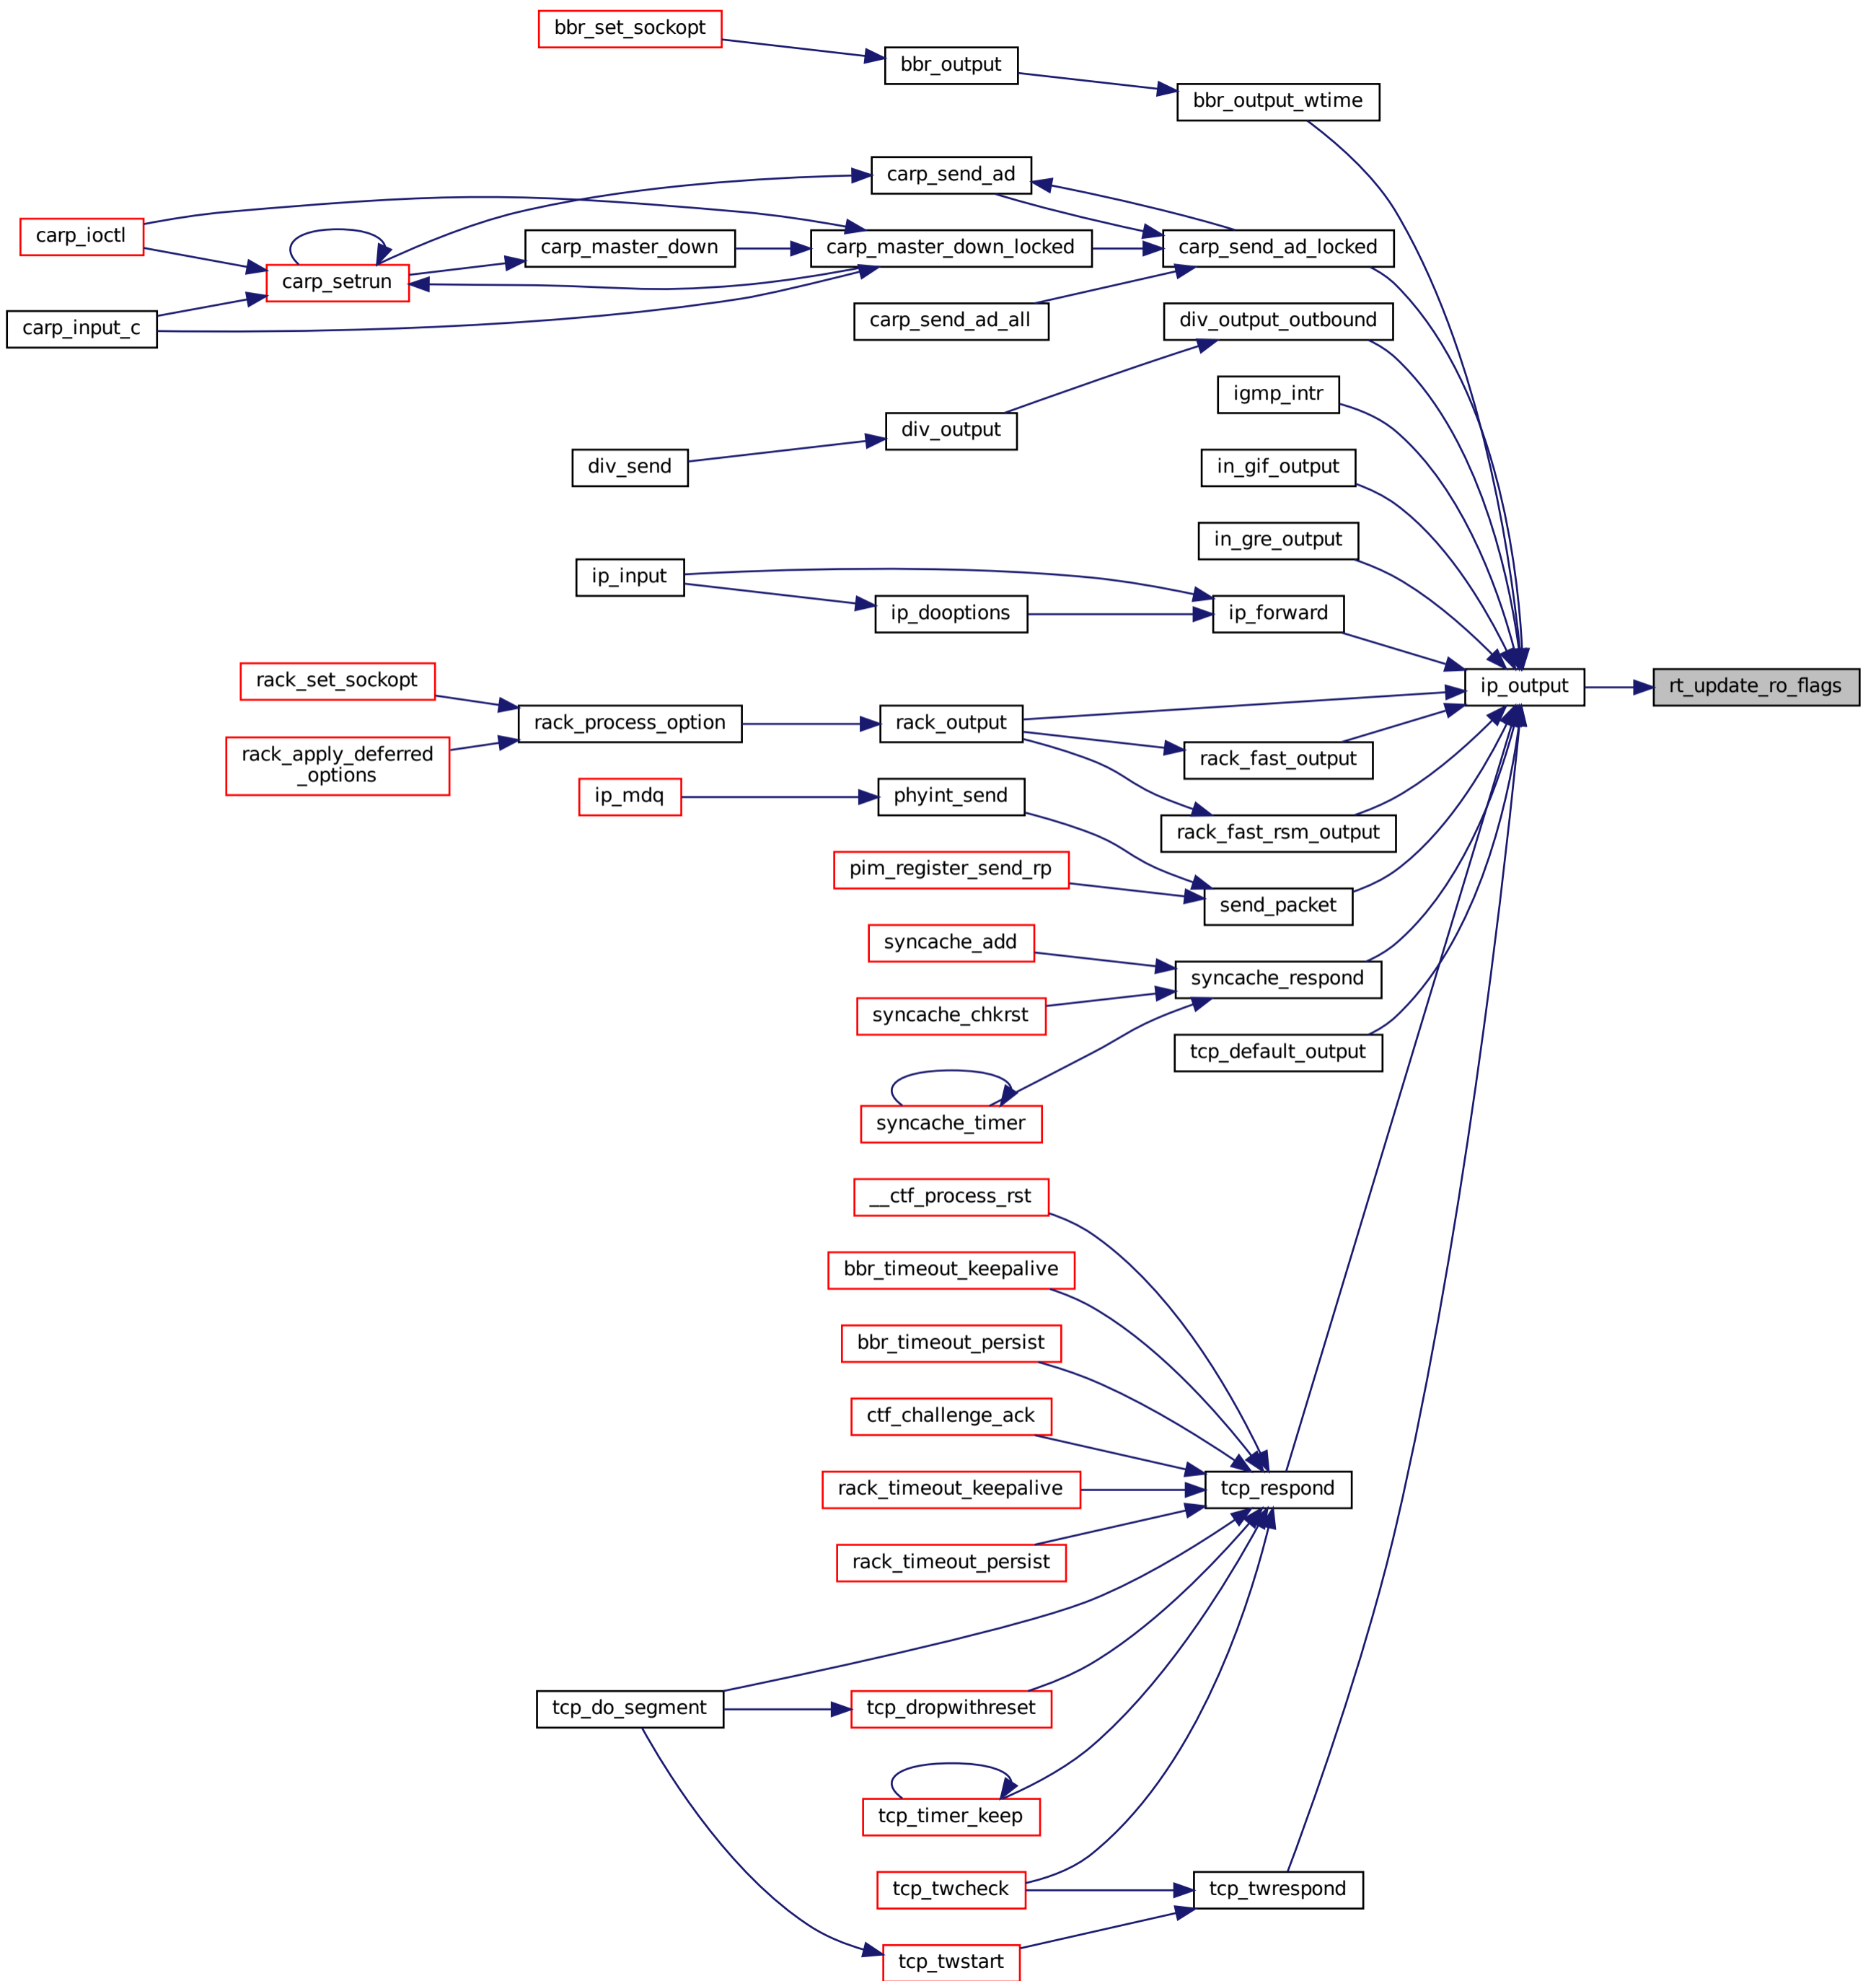 bbr_set_sockopt
bbr_output
bbr_output_wtime
carp_send_ad
carp_ioctl
carp_master_down
carp_master_down_locked
carp_send_ad_locked
carp_setrun
carp_input_c
carp_send_ad_all
div_output_outbound
igmp_intr
div_output
div_send
in_gif_output
in_gre_output
ip_input
ip_dooptions
ip_forward
rack_set_sockopt
ip_output
rt_update_ro_flags
rack_process_option
rack_output
rack_apply_deferred
_options
rack_fast_output
ip_mdq
phyint_send
rack_fast_rsm_output
pim_register_send_rp
send_packet
syncache_add
syncache_respond
syncache_chkrst
tcp_default_output
syncache_timer
__ctf_process_rst
bbr_timeout_keepalive
bbr_timeout_persist
ctf_challenge_ack
rack_timeout_keepalive
tcp_respond
rack_timeout_persist
tcp_do_segment
tcp_dropwithreset
tcp_timer_keep
tcp_twcheck
tcp_twrespond
tcp_twstart